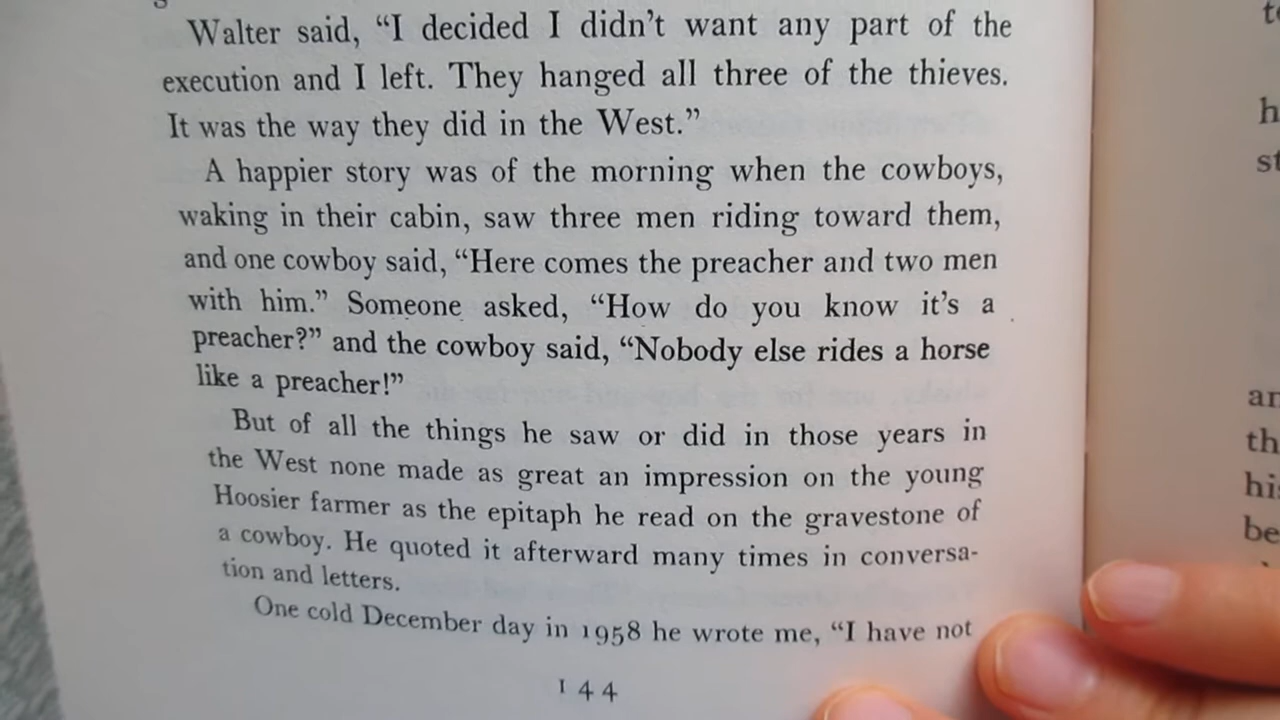 Walter said, “I decided I didn’t want any part of the
execution and I left. They hanged all three of the thieves.
It was the way they did in the West.”
A happier story was of the morning when the cowboys,
waking in their cabin, saw three men riding toward them,
and one cowboy said, “Here comes the preacher and two men
with him.” Someone asked, “How do you know it’s a
preacher?” and the cowboy said, “Nobody else rides a horse
like a preacher!”
But of all the things he saw or did in those years in
the West none made as great an impression on the young
Hoosier farmer as the epitaph he read on the gravestone of
a cowboy. He quoted it afterward many times in conversa-
tion and letters.
One cold December day in 1958 he wrote me, “I have not
144